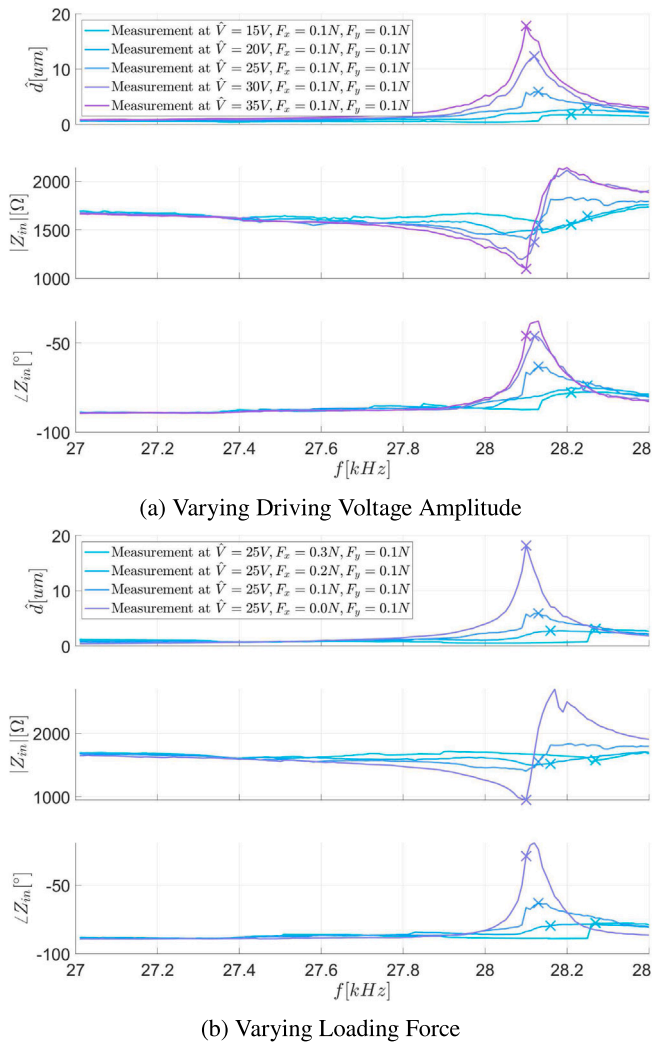 20
10
0
d̂[um]
Measurement at V̂ = 15V, Fx = 0.1N, Fy = 0.1N
Measurement at V̂ = 20V, Fx = 0.1N, Fy = 0.1N
Measurement at V̂ = 25V, Fx = 0.1N, Fy = 0.1N
Measurement at V̂ = 30V, Fx = 0.1N, Fy = 0.1N
Measurement at V̂ = 35V, Fx = 0.1N, Fy = 0.1N
2000
1500
1000
|Zin|[Ω]
-50
-100
∠Zin[°]
27 27.2 27.4 27.6 27.8 28 28.2 28.4
f[kHz]
(a) Varying Driving Voltage Amplitude
20
10
0
d̂[um]
Measurement at V̂ = 25V, Fx = 0.3N, Fy = 0.1N
Measurement at V̂ = 25V, Fx = 0.2N, Fy = 0.1N
Measurement at V̂ = 25V, Fx = 0.1N, Fy = 0.1N
Measurement at V̂ = 25V, Fx = 0.0N, Fy = 0.1N
2000
1000
|Zin|[Ω]
-50
-100
∠Zin[°]
27 27.2 27.4 27.6 27.8 28 28.2 28.4
f[kHz]
(b) Varying Loading Force